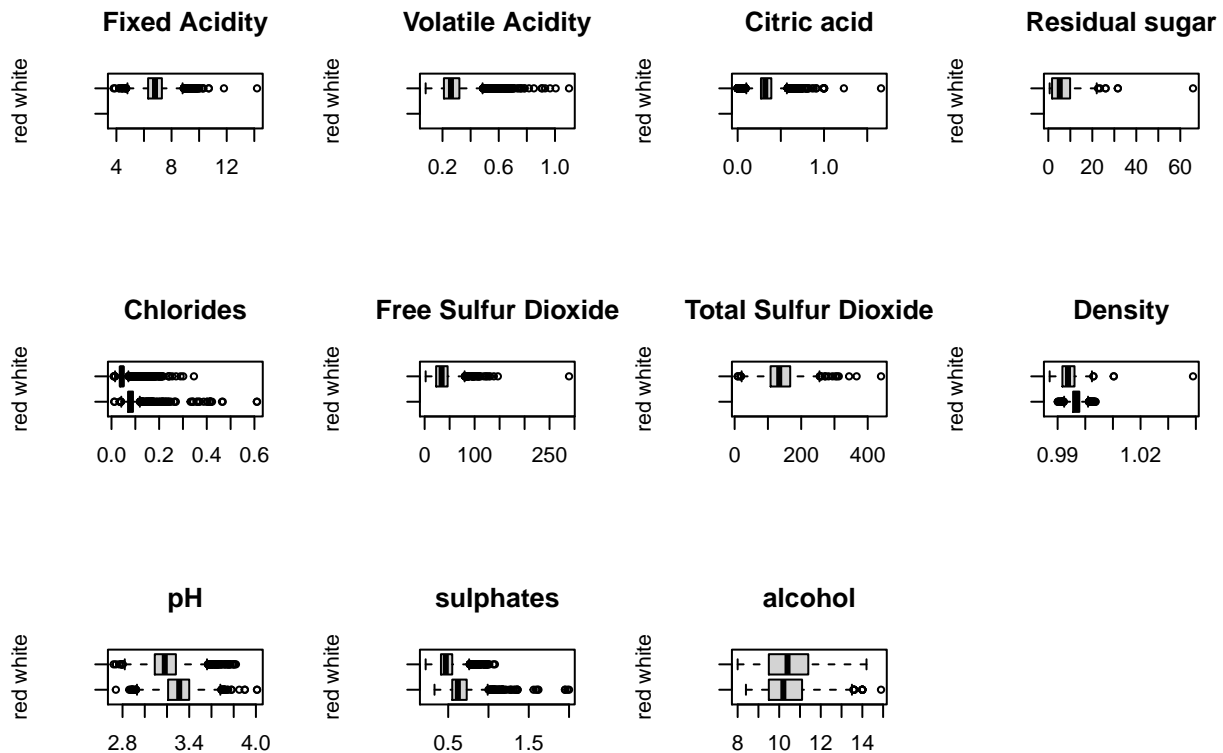 Fixed Acidity
red white
4 8 12
Volatile Acidity
red white
0.2 0.6 1.0
Citric acid
red white
0.0 1.0
Residual sugar
red white
0 20 40 60
Chlorides
red white
0.0 0.2 0.4 0.6
Free Sulfur Dioxide
red white
0 100 250
Total Sulfur Dioxide
red white
0 200 400
Density
red white
0.99 1.02
pH
red white
2.8 3.4 4.0
sulphates
red white
0.5 1.5
alcohol
red white
8 10 12 14